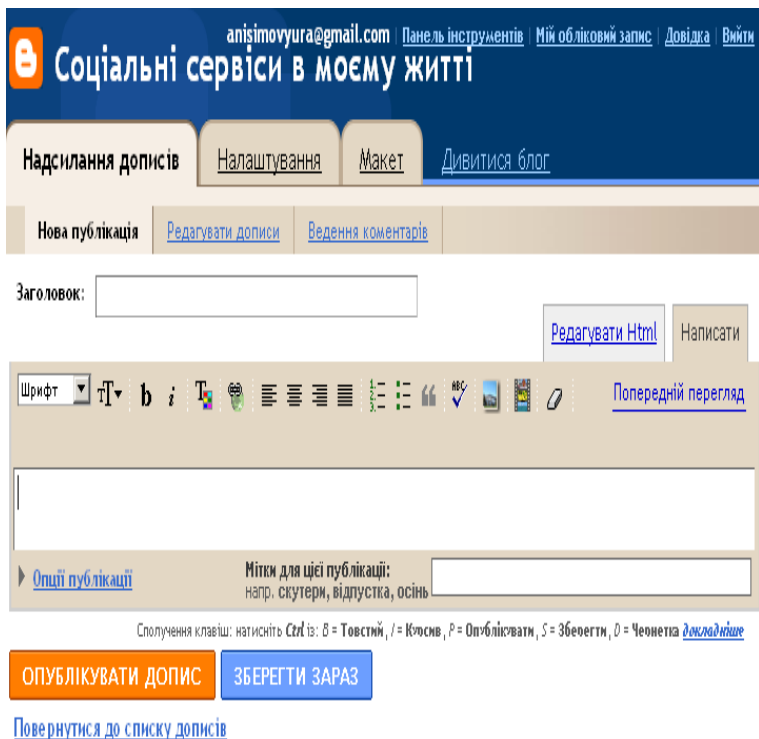 anisimovyura@gmail.com | Панель інструментів | Мій обліковий запис | Довідка | Вийти
Соціальні сервіси в моєму житті
Надсилання дописів Налаштування Макет Дивитися блог
Нова публікація Редагувати дописи Ведення коментарів
Заголовок:
Редагувати Html Написати
Шрифт Попередній перегляд
Опції публікації Мітки для цієї публікації:
напр. скутери, відпустка, осінь
Сполучення клавіш: натисніть Ctrl із: B = Товстий, I = Курсив, P = Опублікувати, S = Зберегти, D = Чернетка докладніше
ОПУБЛІКУВАТИ ДОПИС ЗБЕРЕГТИ ЗАРАЗ
Повернутися до списку дописів